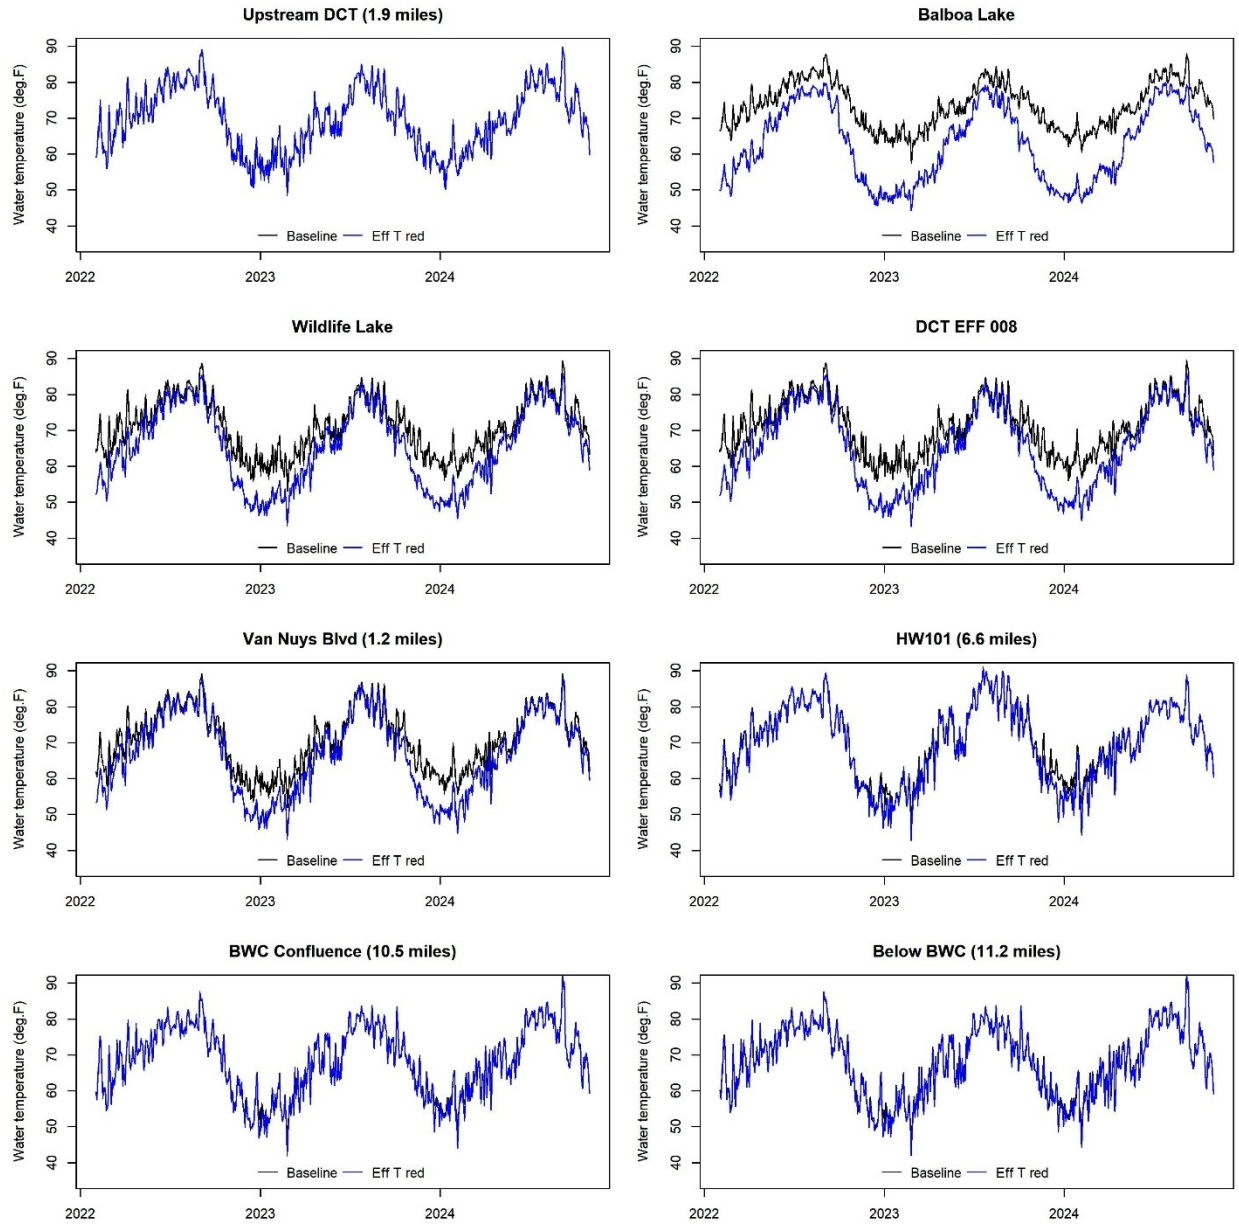 Upstream DCT (1.9 miles)
Water temperature (deg.F)
90
80
70
60
50
40
Baseline Eff T red
2022 2023 2024
Balboa Lake
Water temperature (deg.F)
90
80
70
60
50
40
Baseline Eff T red
2022 2023 2024
Wildlife Lake
Water temperature (deg.F)
90
80
70
60
50
40
Baseline Eff T red
2022 2023 2024
DCT EFF 008
Water temperature (deg.F)
90
80
70
60
50
40
Baseline Eff T red
2022 2023 2024
Van Nuys Blvd (1.2 miles)
Water temperature (deg.F)
90
80
70
60
50
40
Baseline Eff T red
2022 2023 2024
HW101 (6.6 miles)
Water temperature (deg.F)
90
80
70
60
50
40
Baseline Eff T red
2022 2023 2024
BWC Confluence (10.5 miles)
Water temperature (deg.F)
90
80
70
60
50
40
Baseline Eff T red
2022 2023 2024
Below BWC (11.2 miles)
Water temperature (deg.F)
90
80
70
60
50
40
Baseline Eff T red
2022 2023 2024